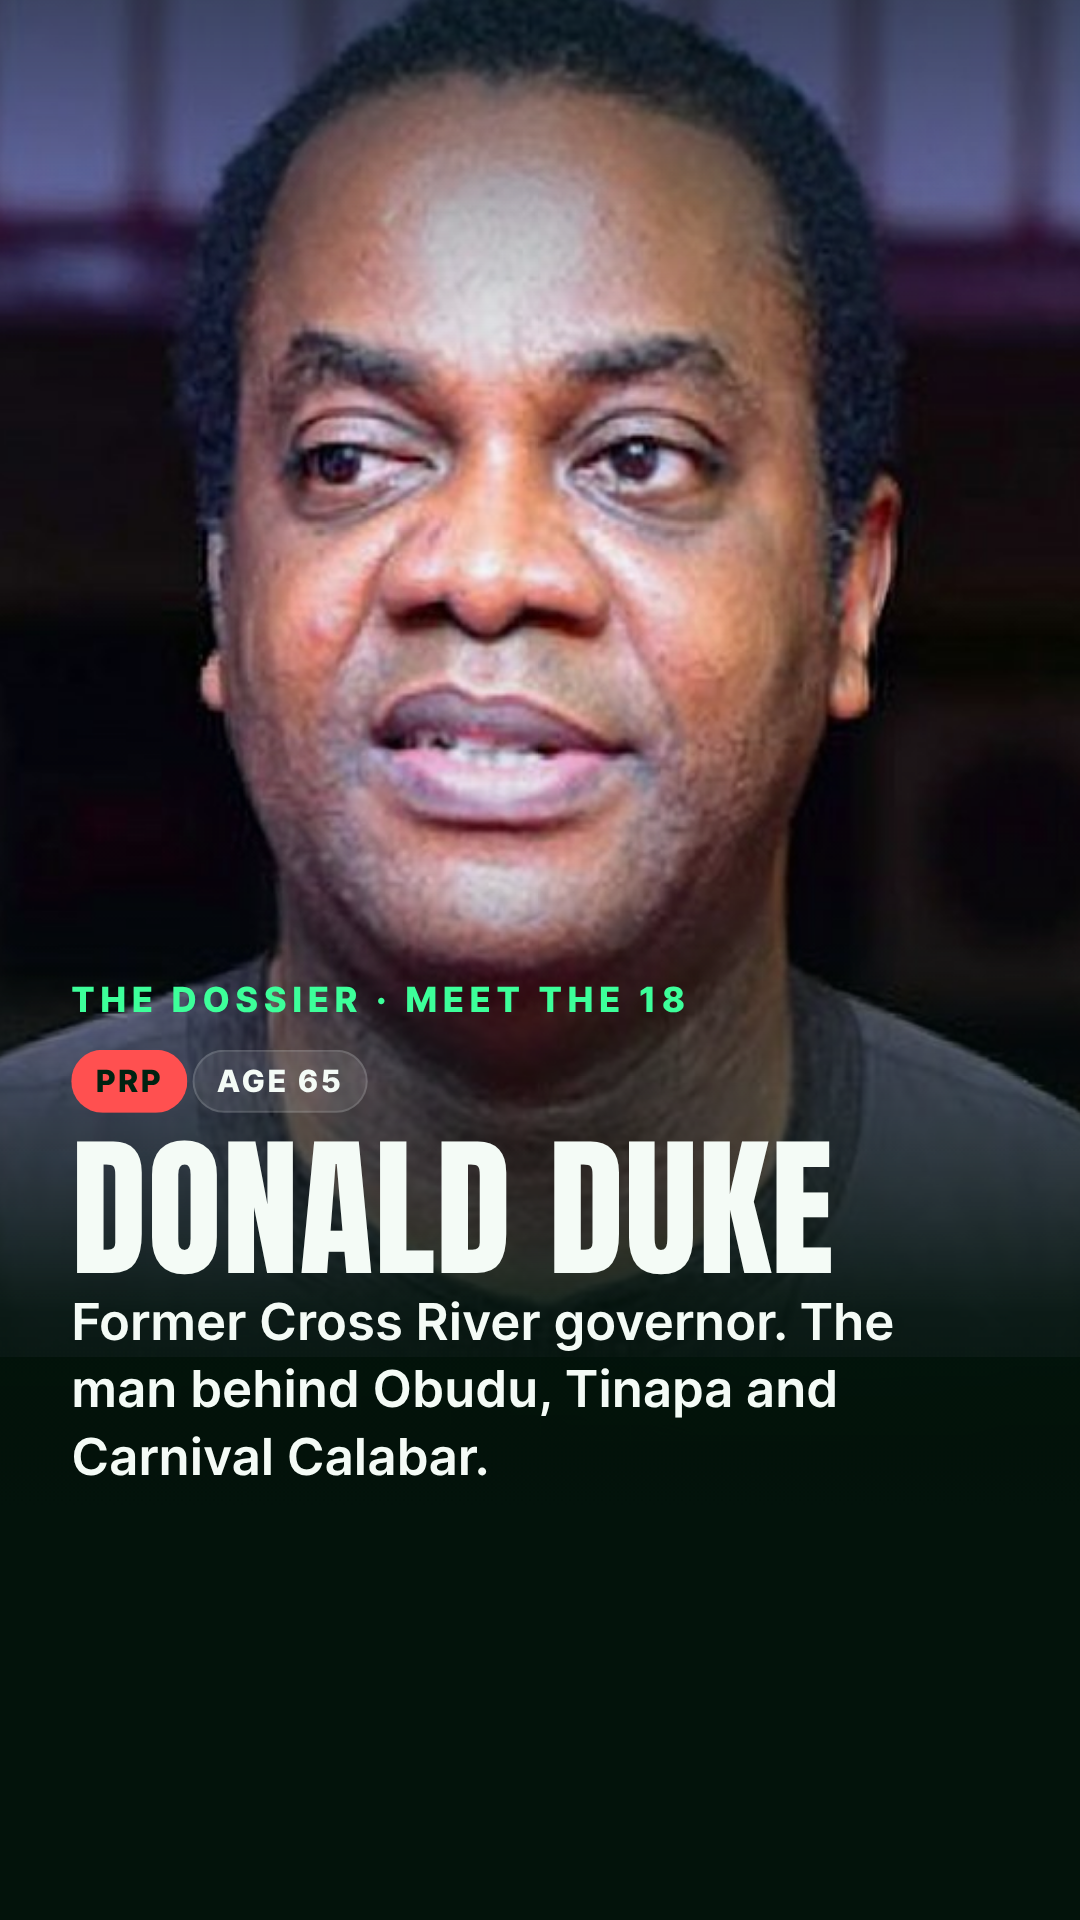 THE DOSSIER · MEET THE 18
PRP AGE 65
DONALD DUKE
Former Cross River governor. The
man behind Obudu, Tinapa and
Carnival Calabar.